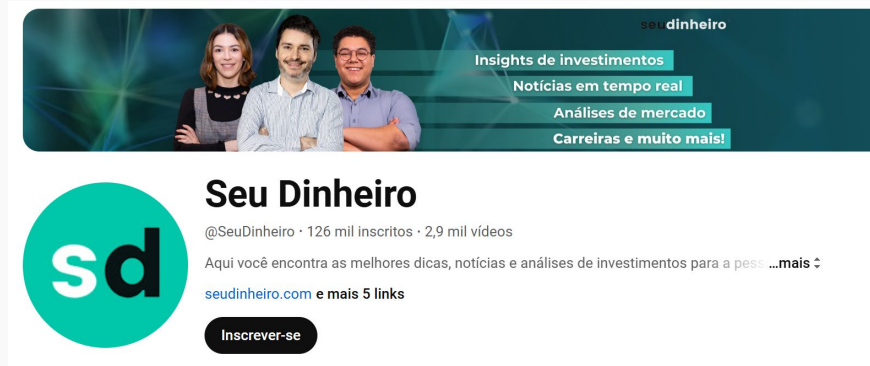 seudinheiro
Insights de investimentos
Notícias em tempo real
Análises de mercado
Carreiras e muito mais!
sd
Seu Dinheiro
@SeuDinheiro · 126 mil inscritos · 2,9 mil vídeos
Aqui você encontra as melhores dicas, notícias e análises de investimentos para a pess ...mais
seudinheiro.com e mais 5 links
Inscrever-se